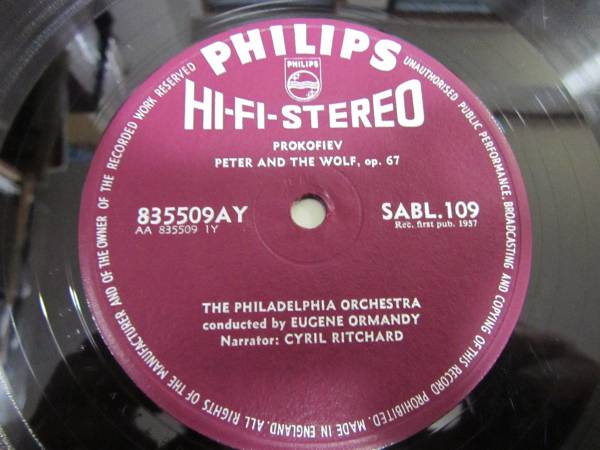 PHILIPS
PHILIPS
HI-FI-STEREO
PROKOFIEV
PETER AND THE WOLF, op. 67
835509AY
SABL.109
AA 835509 1Y
Rec. first pub. 1957
THE PHILADELPHIA ORCHESTRA
conducted by EUGENE ORMANDY
Narrator: CYRIL RITCHARD
ALL RIGHTS OF THE MANUFACTURER AND OF THE OWNER OF THE RECORDED WORK RESERVED
UNAUTHORISED PUBLIC PERFORMANCE, BROADCASTING AND COPYING OF THIS RECORD PROHIBITED. MADE IN ENGLAND.